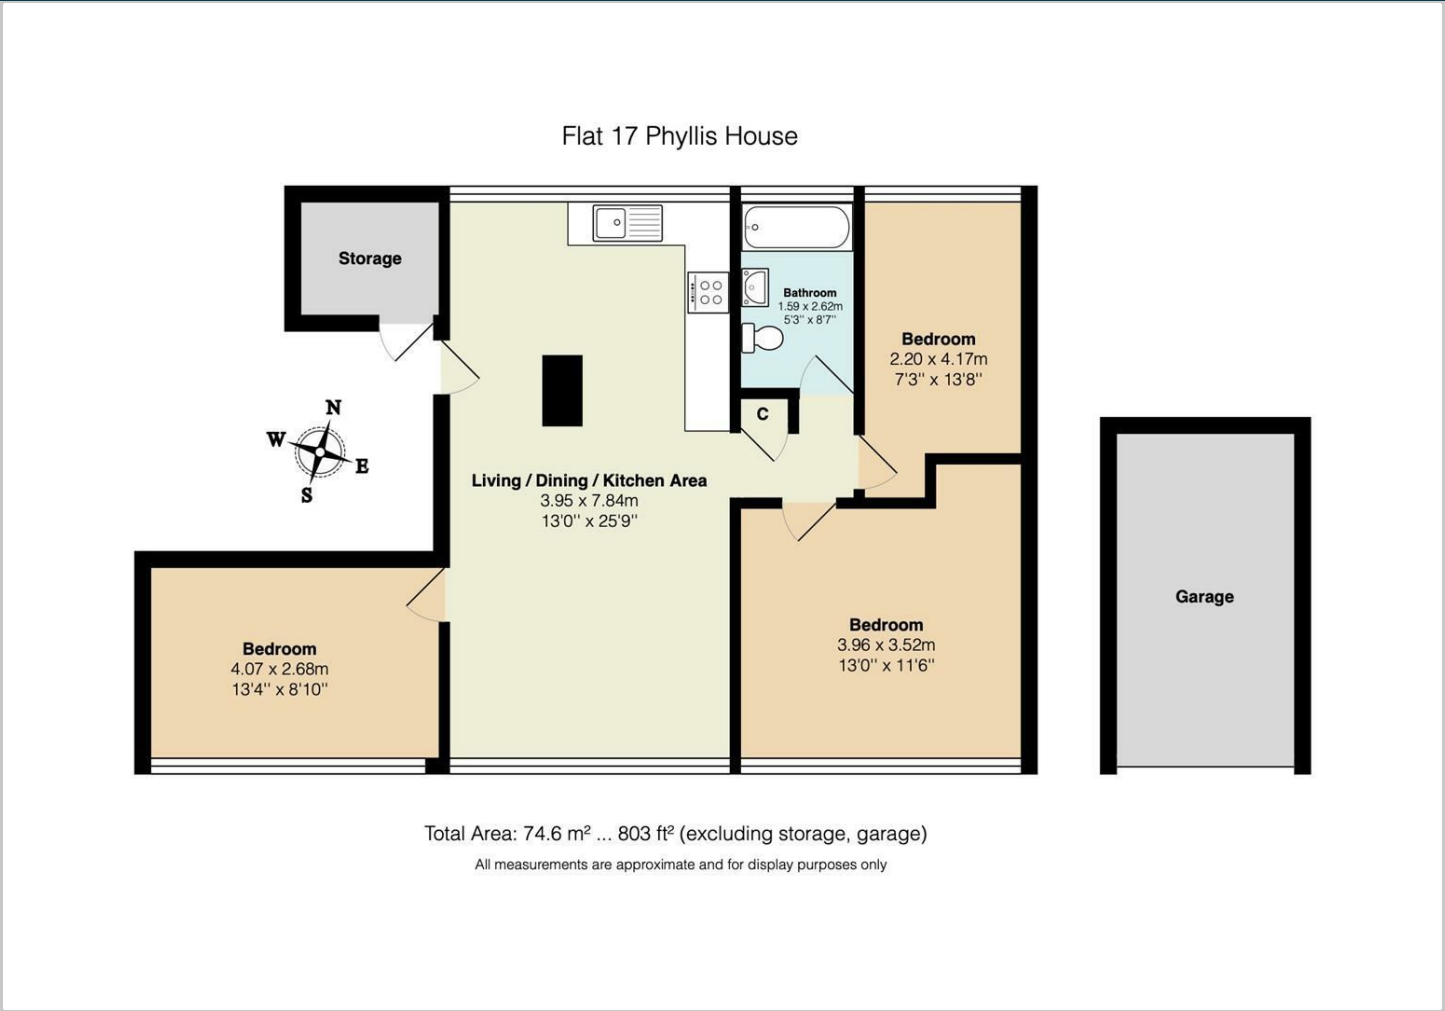 Flat 17 Phyllis House
Storage
Bathroom
1.59 x 2.62m
5'3'' x 8'7''
Bedroom
2.20 x 4.17m
7'3'' x 13'8''
C
N
W
E
S
Living / Dining / Kitchen Area
3.95 x 7.84m
13'0'' x 25'9''
Garage
Bedroom
3.96 x 3.52m
13'0'' x 11'6''
Bedroom
4.07 x 2.68m
13'4'' x 8'10''
Total Area: 74.6 m² ... 803 ft² (excluding storage, garage)
All measurements are approximate and for display purposes only